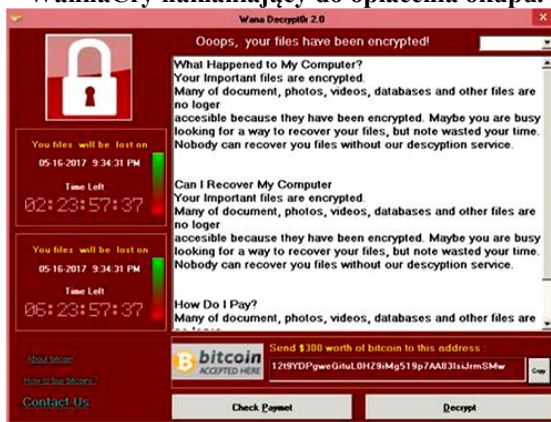 WannaCry nakłaniający do opłacenia okupu.
Wana Decrypt0r 2.0
Ooops, your files have been encrypted!
What Happened to My Computer?
Your Important files are encrypted.
Many of document, photos, videos, databases and other files are
no loger
accesible because they have been encrypted. Maybe you are busy
looking for a way to recover your files, but note wasted your time.
Nobody can recover you files without our descyption service.
Can I Recover My Computer
Your Important files are encrypted.
Many of document, photos, videos, databases and other files are
no loger
accesible because they have been encrypted. Maybe you are busy
looking for a way to recover your files, but note wasted your time.
Nobody can recover you files without our descyption service.
How Do I Pay?
Many of document, photos, videos, databases and other files are
You files will be lost on
05-16-2017 9:34:31 PM
Time Left
02:23:57:37
You files will be lost on
05-16-2017 9:34:31 PM
Time Left
06:23:57:37
About bitcoin
How to buy bitcoins?
Contact Us
bitcoin
ACCEPTED HERE
Send $300 worth of bitcoin to this address :
12t9YDPgweGituL0HZ9iMg519p7AA83IsiJrmSMw
Copy
Check Paymet
Decrypt